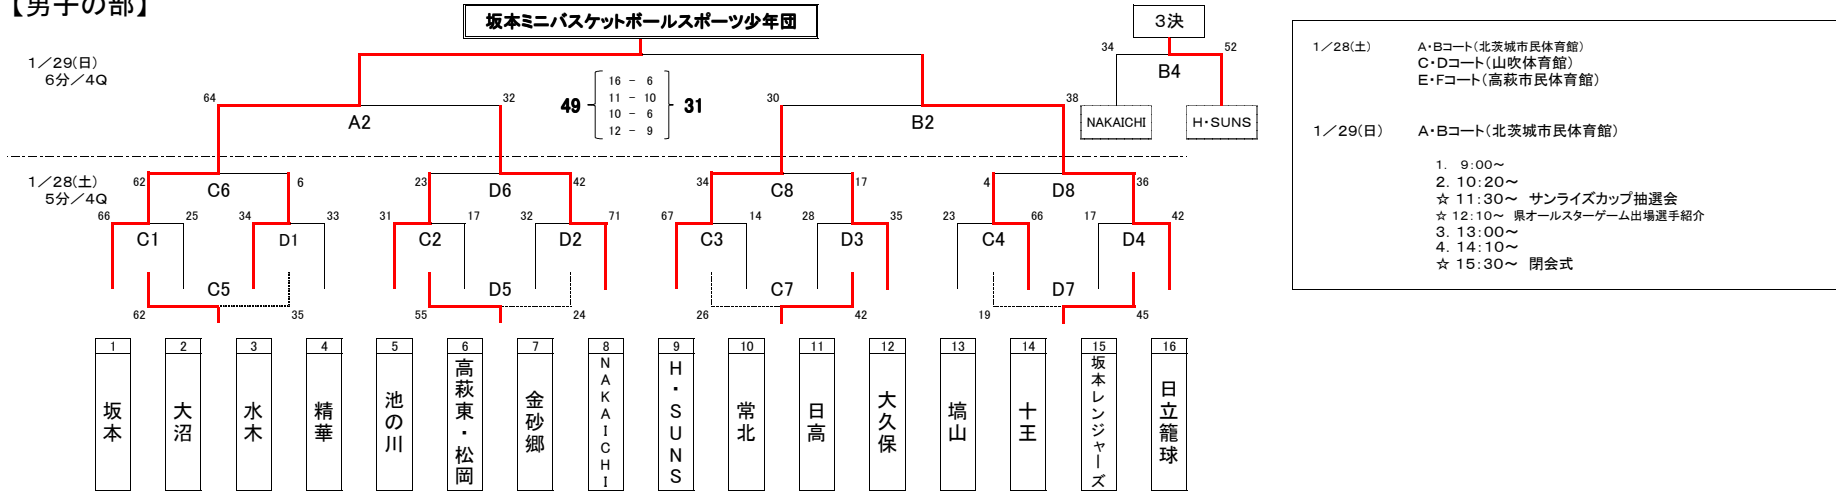 【男子の部】
坂本ミニバスケットボールスポーツ少年団
3決
1/29(日)
6分/4Q
34
52
B4
NAKAICHI
H・SUNS
64
32
A2
49
16 － 6
11 － 10
10 － 6
12 － 9
31
30
38
B2
1/28(土)
5分/4Q
62
6
C6
23
42
D6
34
17
C8
4
36
D8
66
25
C1
34
33
D1
31
17
C2
32
71
D2
67
14
C3
28
35
D3
23
66
C4
17
42
D4
C5
62
35
D5
55
24
C7
26
42
D7
19
45
1
坂本
2
大沼
3
水木
4
精華
5
池の川
6
高萩東・松岡
7
金砂郷
8
NAKAICHI
9
H・SUNS
10
常北
11
日高
12
大久保
13
塙山
14
十王
15
坂本レンジャーズ
16
日立籠球
1/28(土) A・Bコート(北茨城市民体育館)
C・Dコート(山吹体育館)
E・Fコート(高萩市民体育館)
1/29(日) A・Bコート(北茨城市民体育館)
1. 9:00～
2. 10:20～
☆ 11:30～ サンライズカップ抽選会
☆ 12:10～ 県オールスターゲーム出場選手紹介
3. 13:00～
4. 14:10～
☆ 15:30～ 閉会式